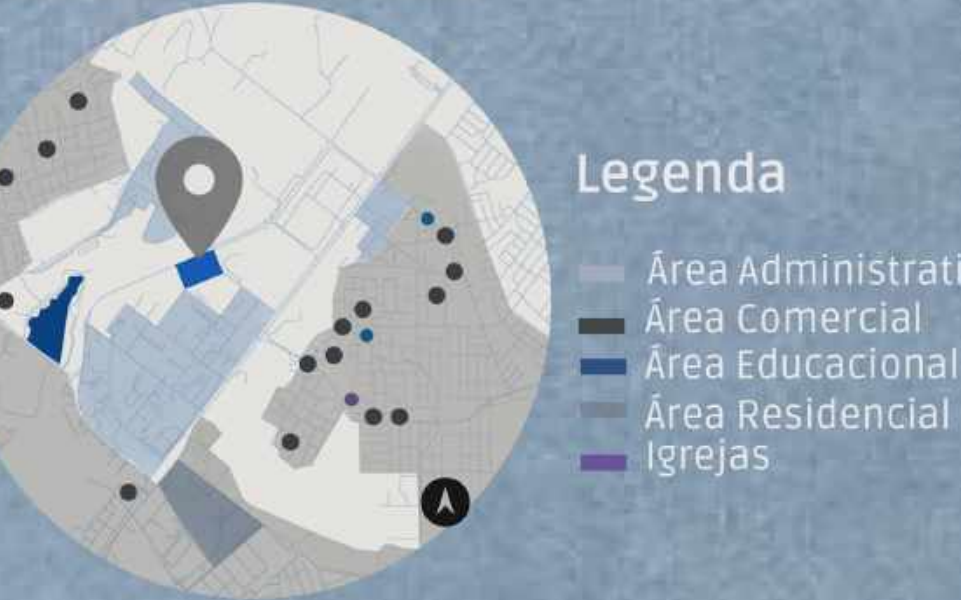 Legenda
Área Administrati
Área Comercial
Área Educacional
Área Residencial
Igrejas